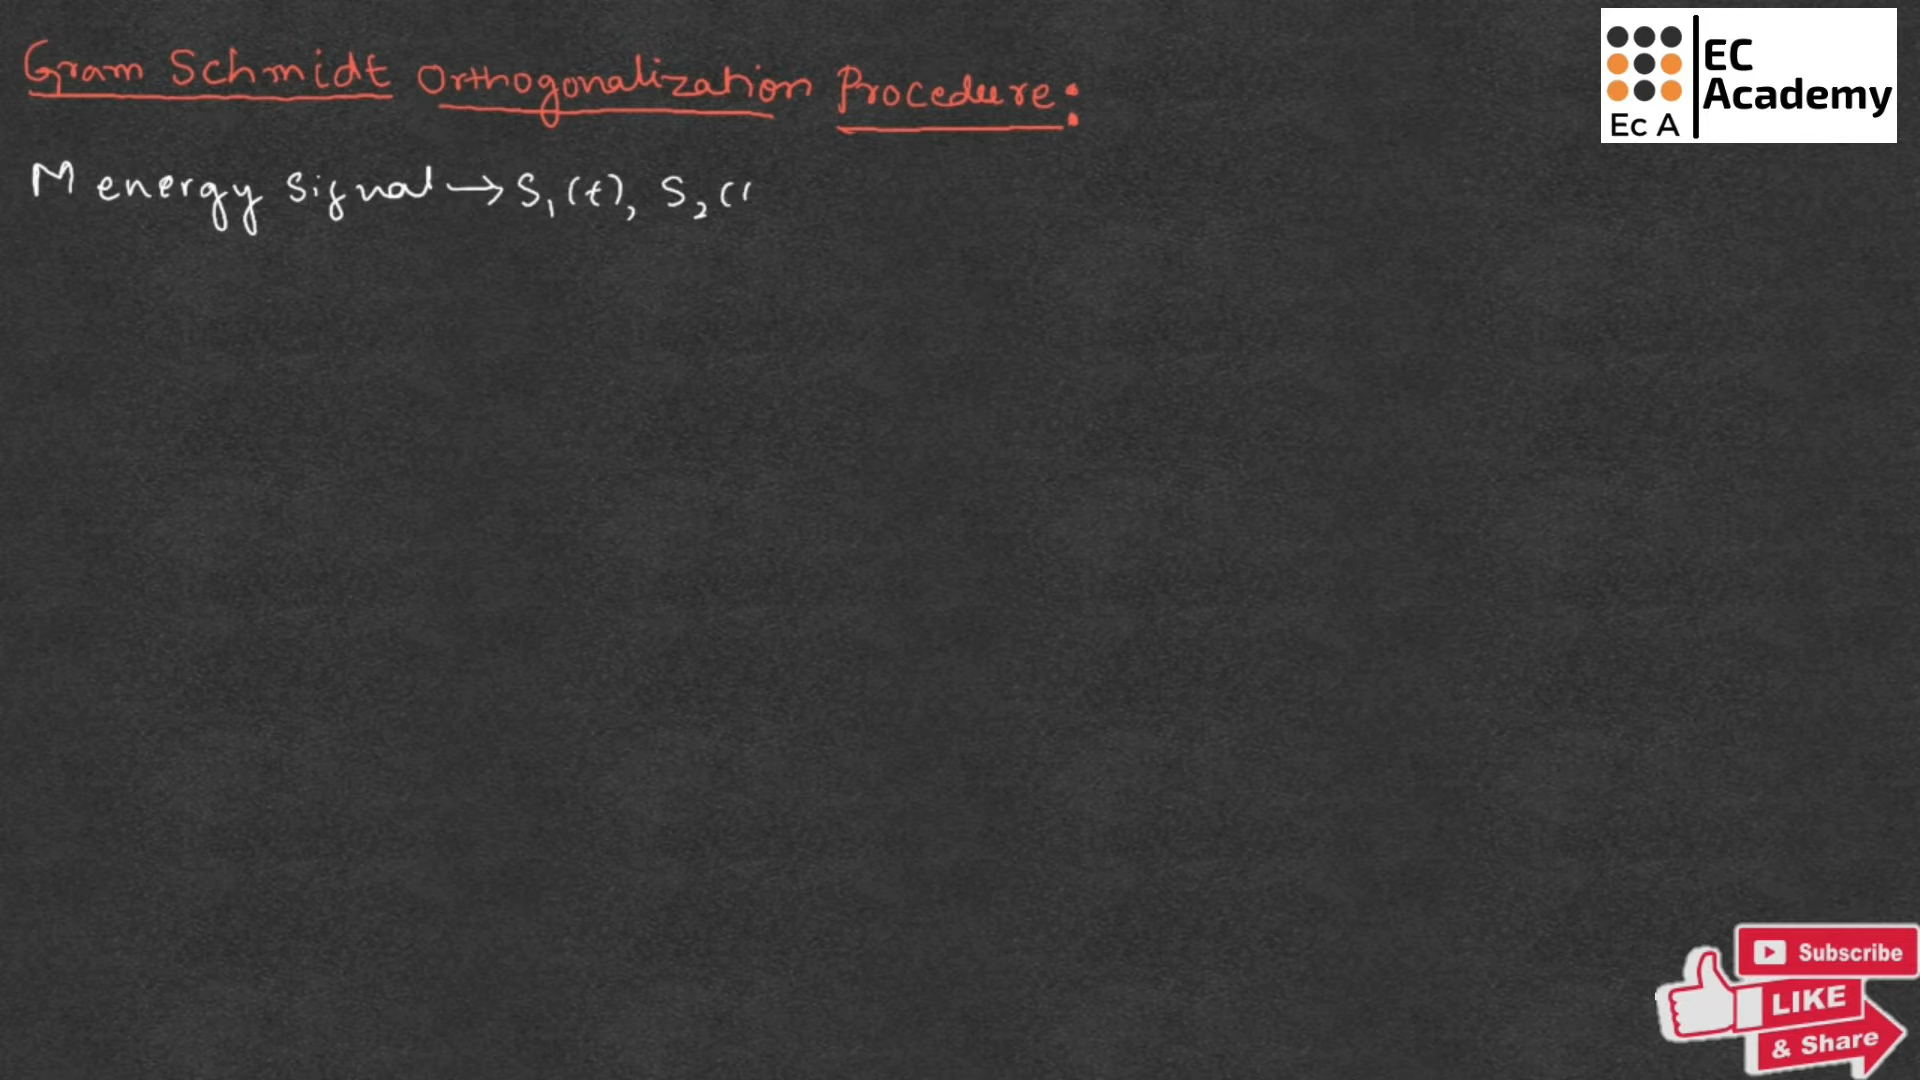 Gram Schmidt Orthogonalization Procedure:
M energy signal → S₁(t), S₂(
EC
Academy
Ec A
Subscribe
LIKE
& Share